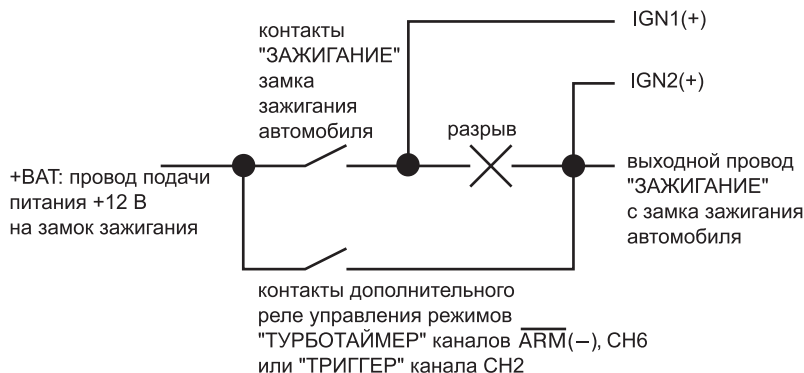 IGN1(+)
контакты
"ЗАЖИГАНИЕ"
замка
зажигания
автомобиля
IGN2(+)
разрыв
+BAT: провод подачи
питания +12 В
на замок зажигания
выходной провод
"ЗАЖИГАНИЕ"
с замка зажигания
автомобиля
контакты дополнительного
реле управления режимов
"ТУРБОТАЙМЕР" каналов A̅R̅M̅(−), CH6
или "ТРИГГЕР" канала CH2